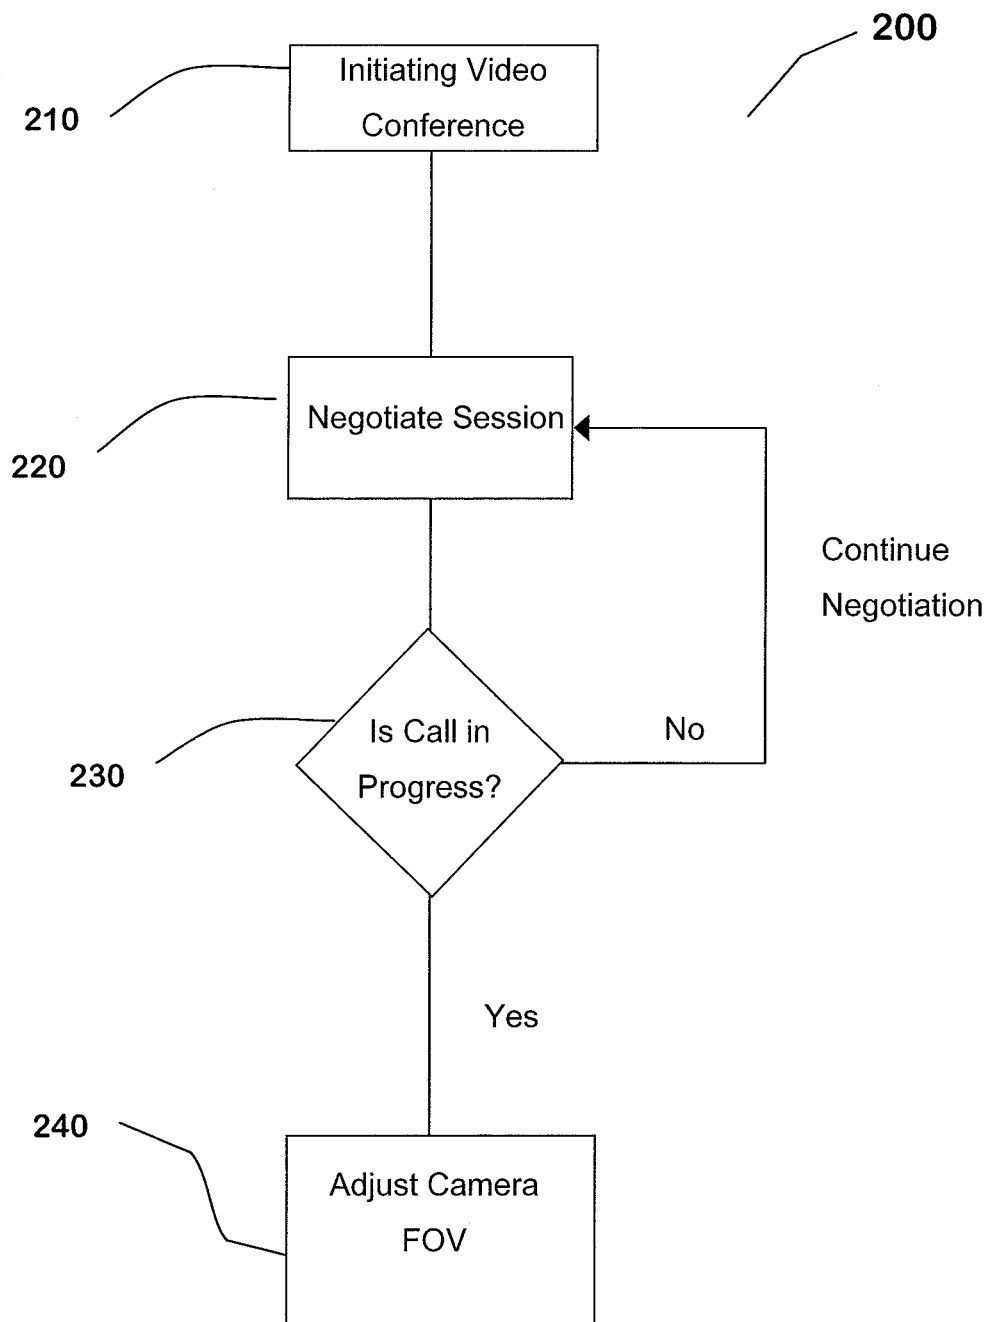 200
Initiating Video
Conference
210
Negotiate Session
220
Continue
Negotiation
Is Call in
Progress?
No
230
Yes
240
Adjust Camera
FOV